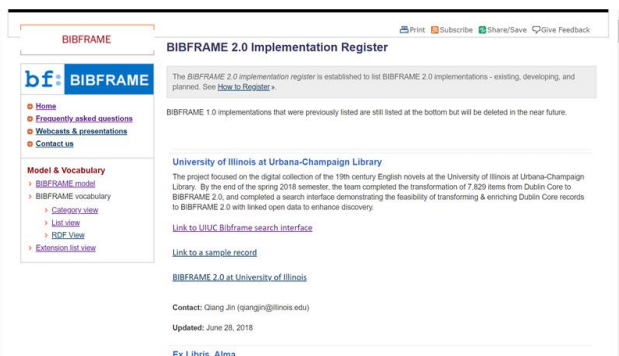 Print Subscribe Share/Save Give Feedback
BIBFRAME
BIBFRAME 2.0 Implementation Register
bf: BIBFRAME
Home
Frequently asked questions
Webcasts & presentations
Contact us
Model & Vocabulary
BIBFRAME model
BIBFRAME vocabulary
Category view
List view
RDF View
Extension list view
The BIBFRAME 2.0 implementation register is established to list BIBFRAME 2.0 implementations - existing, developing, and
planned. See How to Register ».
BIBFRAME 1.0 implementations that were previously listed are still listed at the bottom but will be deleted in the near future.
University of Illinois at Urbana-Champaign Library
The project focused on the digital collection of the 19th century English novels at the University of Illinois at Urbana-Champaign
Library. By the end of the spring 2018 semester, the team completed the transformation of 7,829 items from Dublin Core to
BIBFRAME 2.0, and completed a search interface demonstrating the feasibility of transforming & enriching Dublin Core records
to BIBFRAME 2.0 with linked open data to enhance discovery.
Link to UIUC Bibframe search interface
Link to a sample record
BIBFRAME 2.0 at University of Illinois
Contact: Qiang Jin (qiangjin@illinois.edu)
Updated: June 28, 2018
Ex Libris, Alma